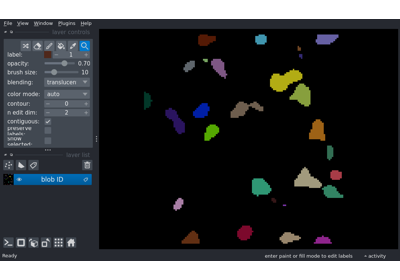 File View Window Plugins Help
layer controls
label: 1
opacity: 0.70
brush size: 10
blending: translucen
color mode: auto
contour: 0
n edit dim: 2
contiguous:
preserve
labels:
show
selected:
layer list
blob ID
Ready
enter paint or fill mode to edit labels
activity